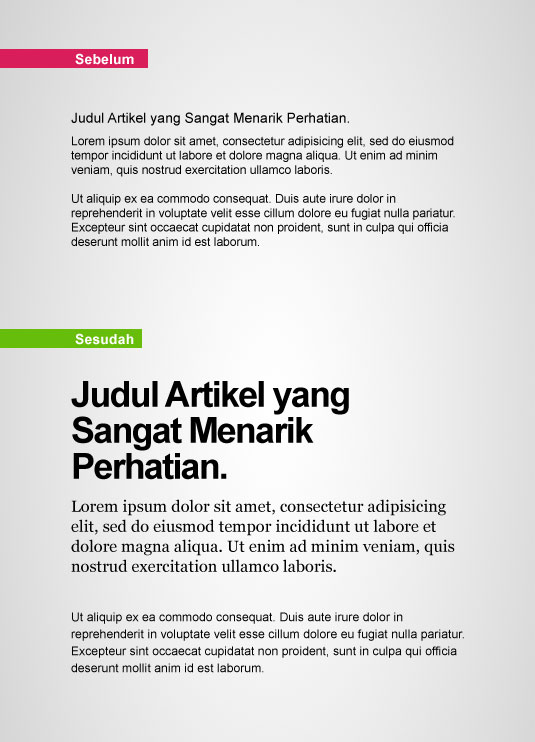 Sebelum
Judul Artikel yang Sangat Menarik Perhatian.
Lorem ipsum dolor sit amet, consectetur adipisicing elit, sed do eiusmod
tempor incididunt ut labore et dolore magna aliqua. Ut enim ad minim
veniam, quis nostrud exercitation ullamco laboris.
Ut aliquip ex ea commodo consequat. Duis aute irure dolor in
reprehenderit in voluptate velit esse cillum dolore eu fugiat nulla pariatur.
Excepteur sint occaecat cupidatat non proident, sunt in culpa qui officia
deserunt mollit anim id est laborum.
Sesudah
Judul Artikel yang
Sangat Menarik
Perhatian.
Lorem ipsum dolor sit amet, consectetur adipisicing
elit, sed do eiusmod tempor incididunt ut labore et
dolore magna aliqua. Ut enim ad minim veniam, quis
nostrud exercitation ullamco laboris.
Ut aliquip ex ea commodo consequat. Duis aute irure dolor in
reprehenderit in voluptate velit esse cillum dolore eu fugiat nulla pariatur.
Excepteur sint occaecat cupidatat non proident, sunt in culpa qui officia
deserunt mollit anim id est laborum.